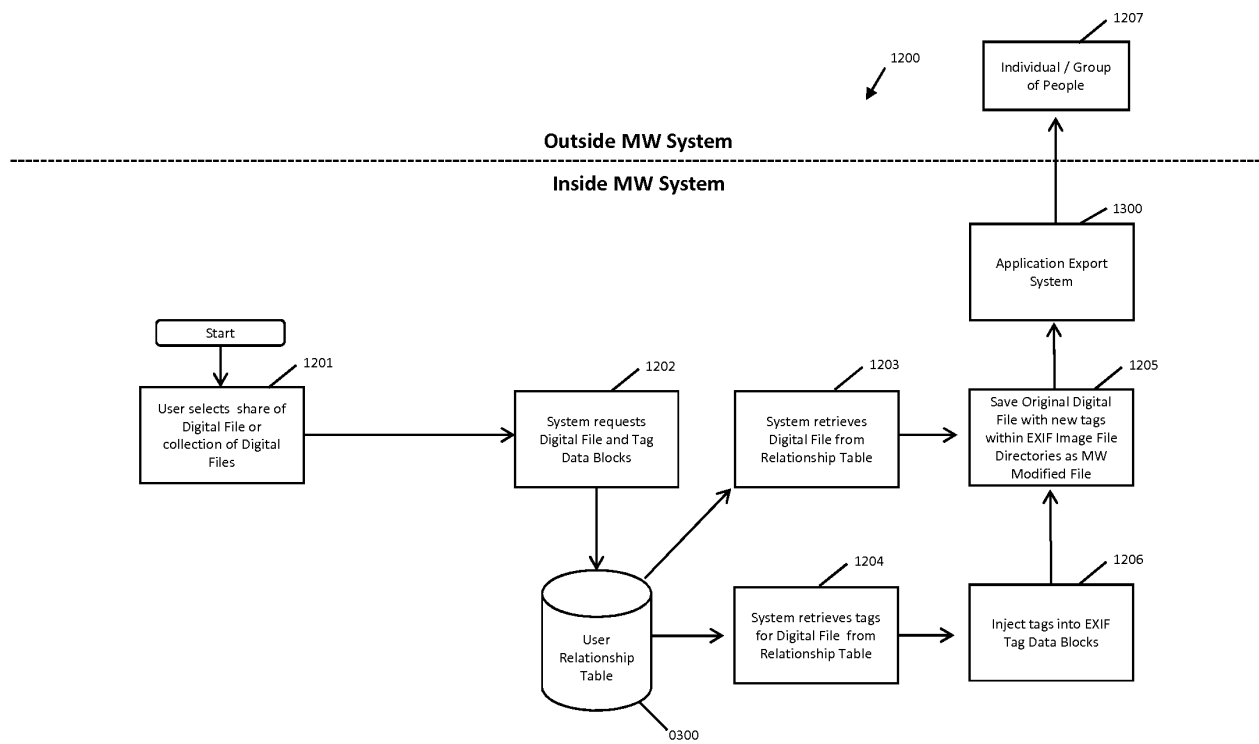 1207
Individual / Group
of People
1200
Outside MW System
Inside MW System
1300
Application Export
System
Start
1201
User selects share of
Digital File or
collection of Digital
Files
1202
System requests
Digital File and Tag
Data Blocks
1203
System retrieves
Digital File from
Relationship Table
1205
Save Original Digital
File with new tags
within EXIF Image File
Directories as MW
Modified File
User
Relationship
Table
0300
1204
System retrieves tags
for Digital File from
Relationship Table
1206
Inject tags into EXIF
Tag Data Blocks